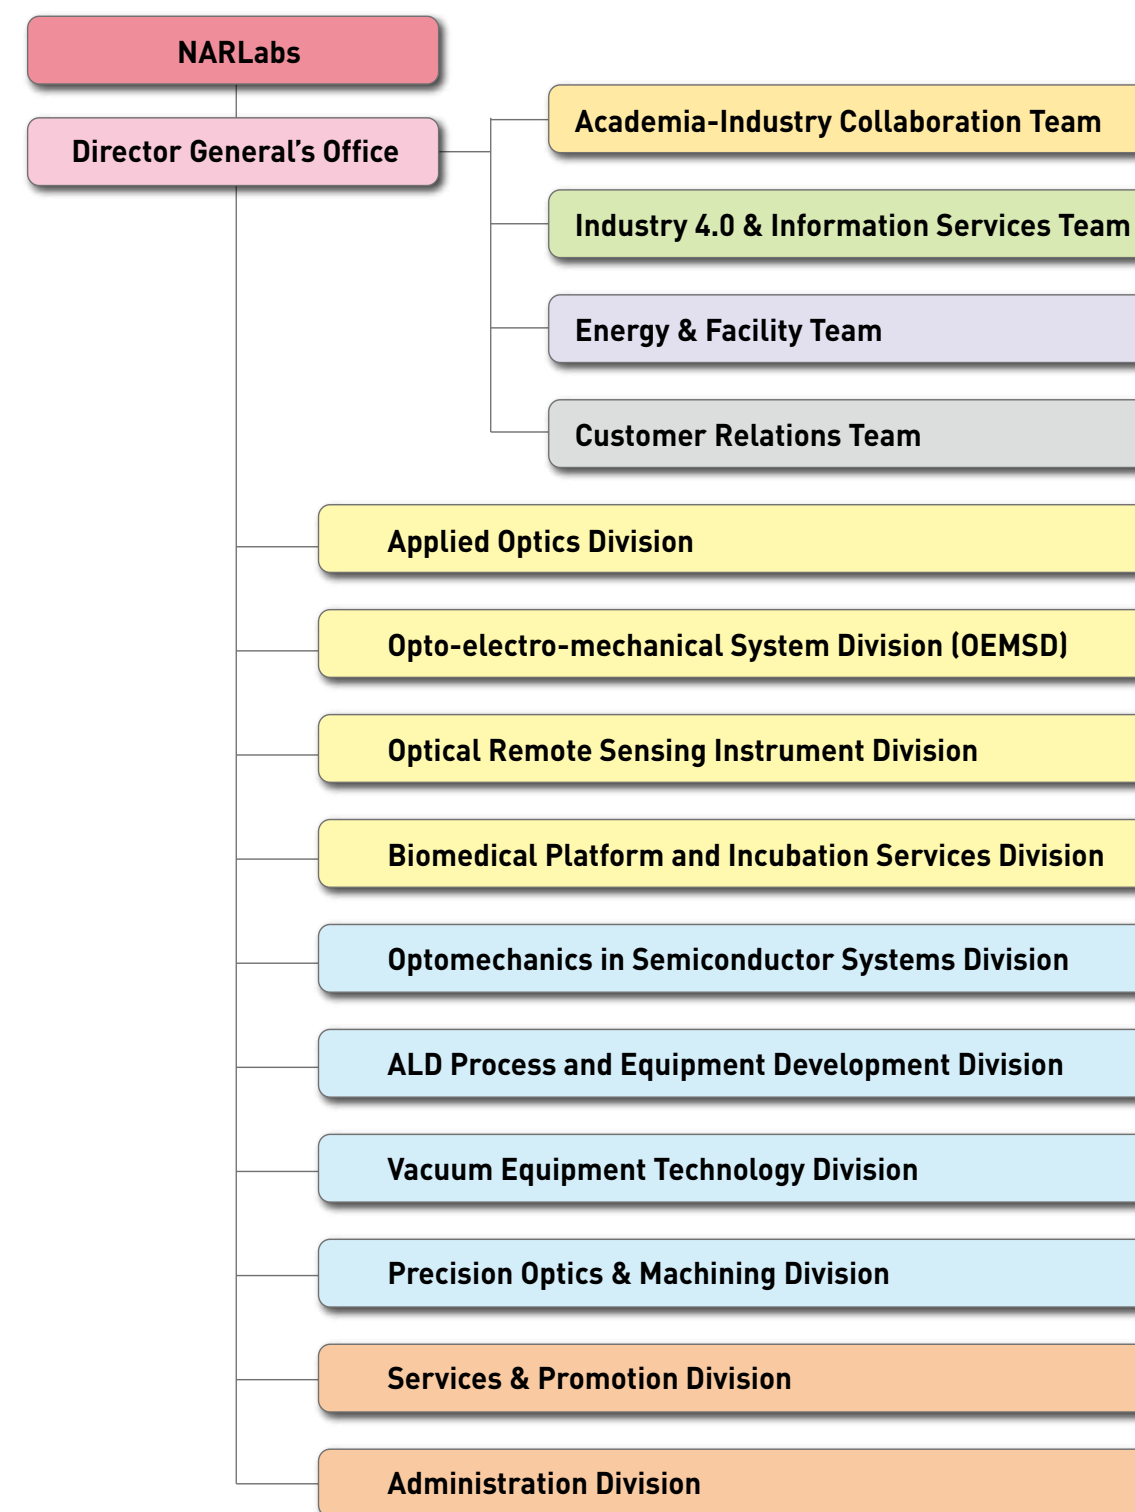 NARLabs
Director General’s Office
Academia-Industry Collaboration Team
Industry 4.0 & Information Services Team
Energy & Facility Team
Customer Relations Team
Applied Optics Division
Opto-electro-mechanical System Division (OEMSD)
Optical Remote Sensing Instrument Division
Biomedical Platform and Incubation Services Division
Optomechanics in Semiconductor Systems Division
ALD Process and Equipment Development Division
Vacuum Equipment Technology Division
Precision Optics & Machining Division
Services & Promotion Division
Administration Division